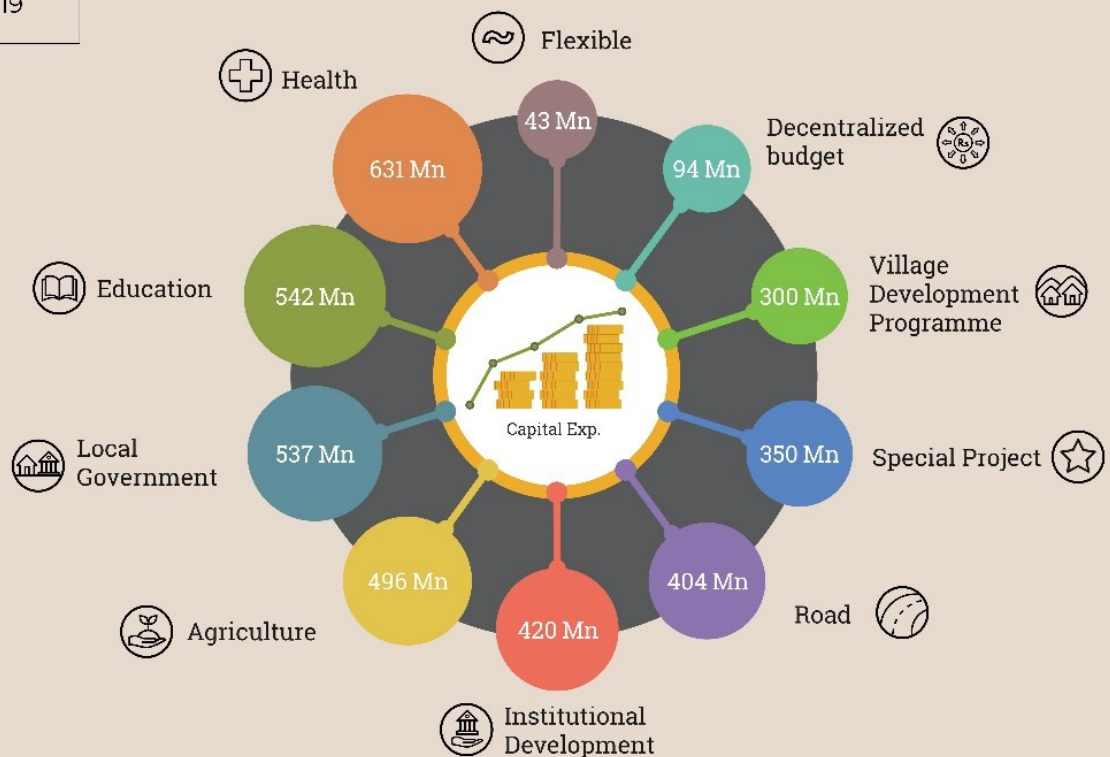 19
Flexible
43 Mn
Health
631 Mn
Decentralized
budget
94 Mn
Education
542 Mn
Village
Development
Programme
300 Mn
Capital Exp.
Local
Government
537 Mn
Special Project
350 Mn
Agriculture
496 Mn
Road
404 Mn
420 Mn
Institutional
Development
Rs